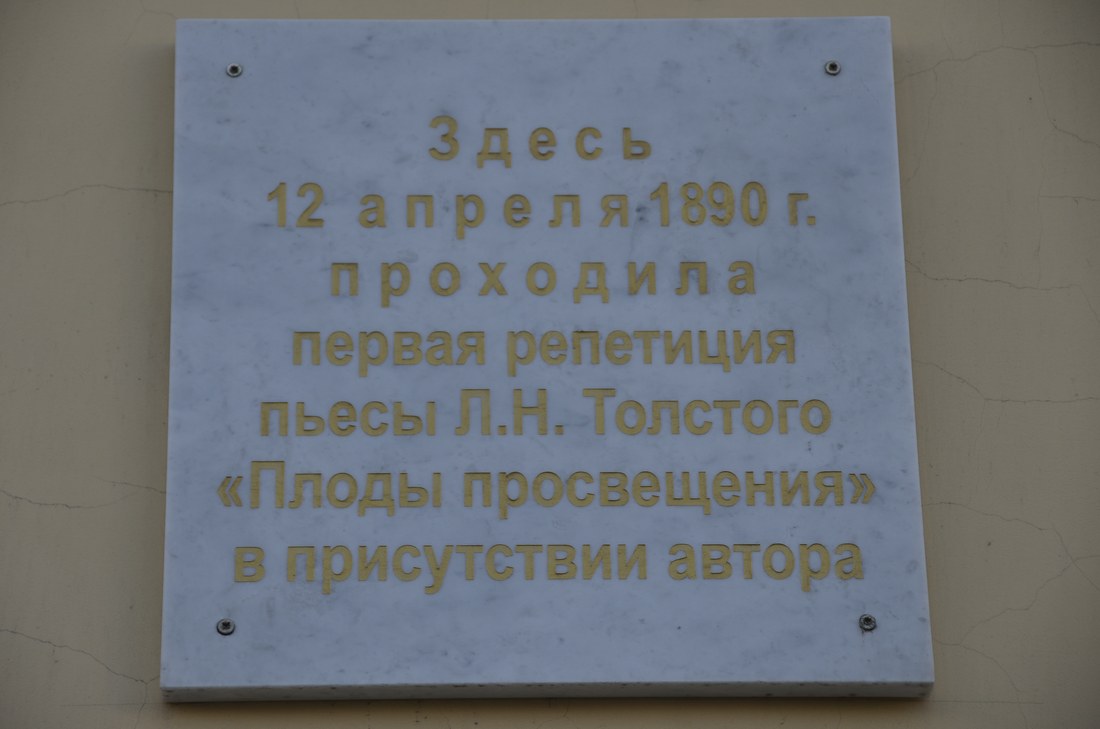 Здесь
12 апреля 1890 г.
проходила
первая репетиция
пьесы Л.Н. Толстого
«Плоды просвещения»
в присутствии автора